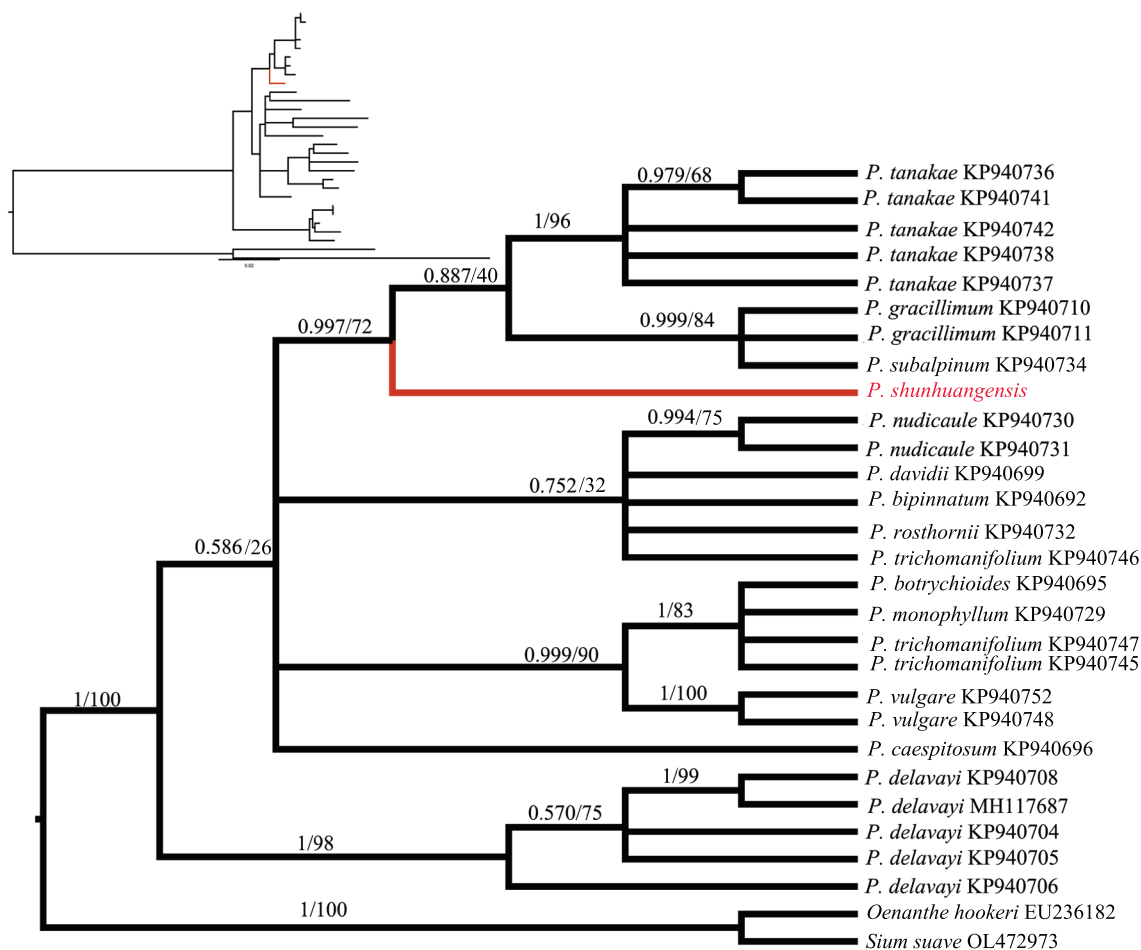 0.02
0.979/68
P. tanakae KP940736
P. tanakae KP940741
1/96
P. tanakae KP940742
P. tanakae KP940738
0.887/40
P. tanakae KP940737
P. gracillimum KP940710
0.997/72
0.999/84
P. gracillimum KP940711
P. subalpinum KP940734
P. shunhuangensis
0.994/75
P. nudicaule KP940730
P. nudicaule KP940731
P. davidii KP940699
0.752/32
P. bipinnatum KP940692
P. rosthornii KP940732
0.586/26
P. trichomanifolium KP940746
P. botrychioides KP940695
1/83
P. monophyllum KP940729
P. trichomanifolium KP940747
0.999/90
P. trichomanifolium KP940745
1/100
1/100
P. vulgare KP940752
P. vulgare KP940748
P. caespitosum KP940696
1/99
P. delavayi KP940708
P. delavayi MH117687
0.570/75
P. delavayi KP940704
1/98
P. delavayi KP940705
P. delavayi KP940706
1/100
Oenanthe hookeri EU236182
Sium suave OL472973